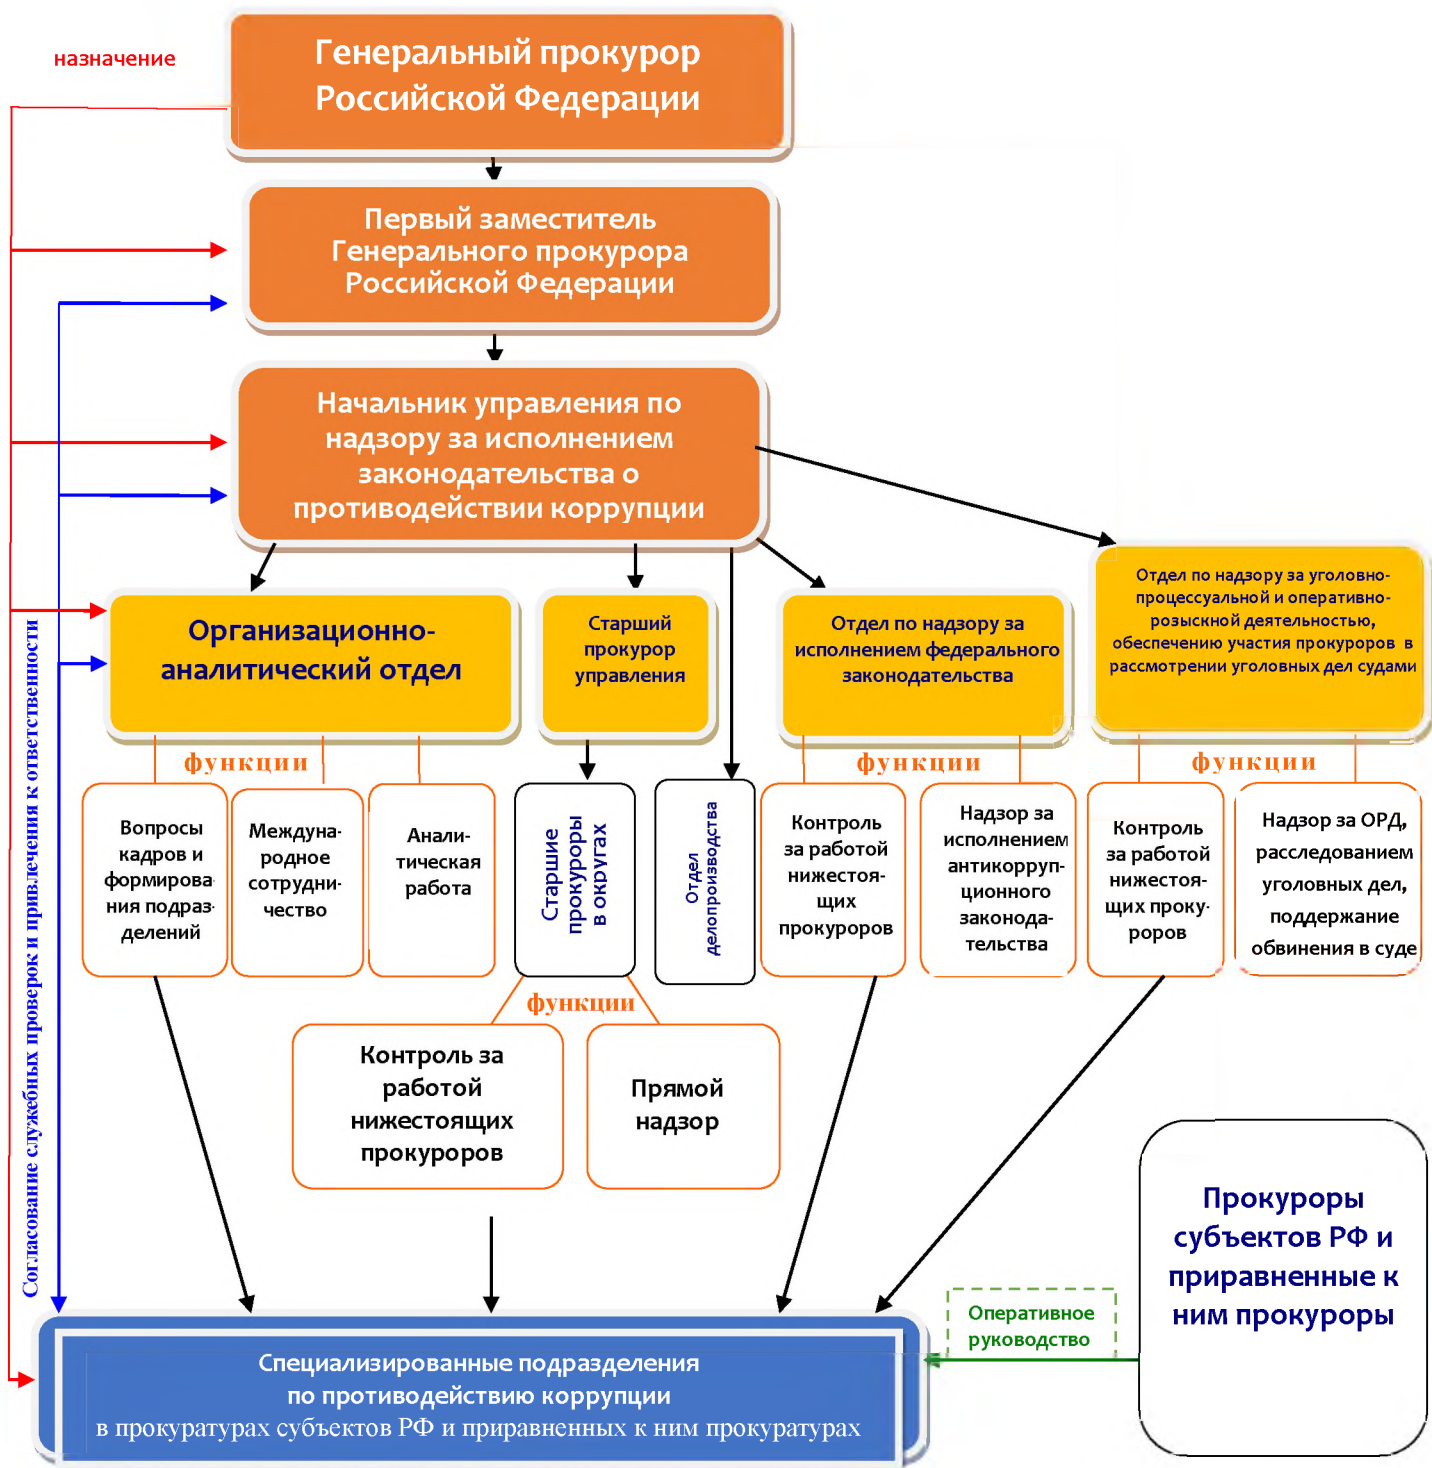 назначение
Генеральный прокурор
Российской Федерации
Первый заместитель
Генерального прокурора
Российской Федерации
Начальник управления по
надзору за исполнением
законодательства о
противодействии коррупции
Согласование служебных проверок и привлечения к ответственности
Организационно-
аналитический отдел
Старший
прокурор
управления
Отдел по надзору за
исполнением федерального
законодательства
Отдел по надзору за уголовно-
процессуальной и оперативно-
розыскной деятельностью,
обеспечению участия прокуроров в
рассмотрении уголовных дел судами
функции
функции
функции
Вопросы
кадров и
формирова-
ния подраз-
делений
Междуна-
родное
сотрудни-
чество
Анали-
тическая
работа
Старшие
прокуроры
в округах
Отдел
делопроизводства
Контроль
за работой
нижестоя-
щих
прокуроров
Надзор за
исполнением
антикорруп-
ционного
законода-
тельства
Контроль
за работой
нижестоя-
щих проку-
роров
Надзор за ОРД,
расследованием
уголовных дел,
поддержание
обвинения в суде
функции
Контроль за
работой
нижестоящих
прокуроров
Прямой
надзор
Прокуроры
субъектов РФ и
приравненные к
ним прокуроры
Оперативное
руководство
Специализированные подразделения
по противодействию коррупции
в прокуратурах субъектов РФ и приравненных к ним прокуратурах